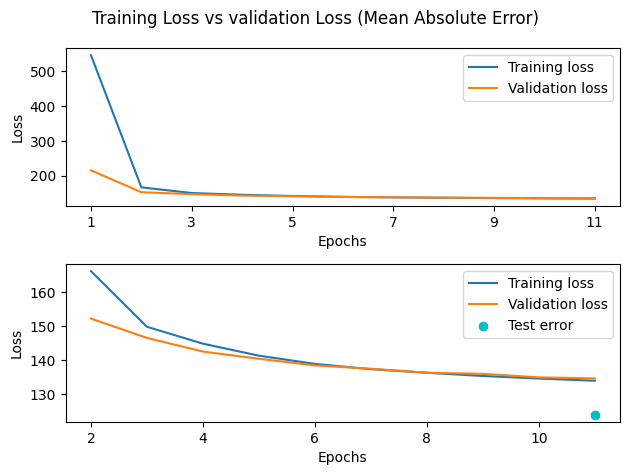 Training Loss vs validation Loss (Mean Absolute Error)
500
400
300
200
Loss
1 3 5 7 9 11
Epochs
Training loss
Validation loss
160
150
140
130
Loss
2 4 6 8 10
Epochs
Training loss
Validation loss
Test error